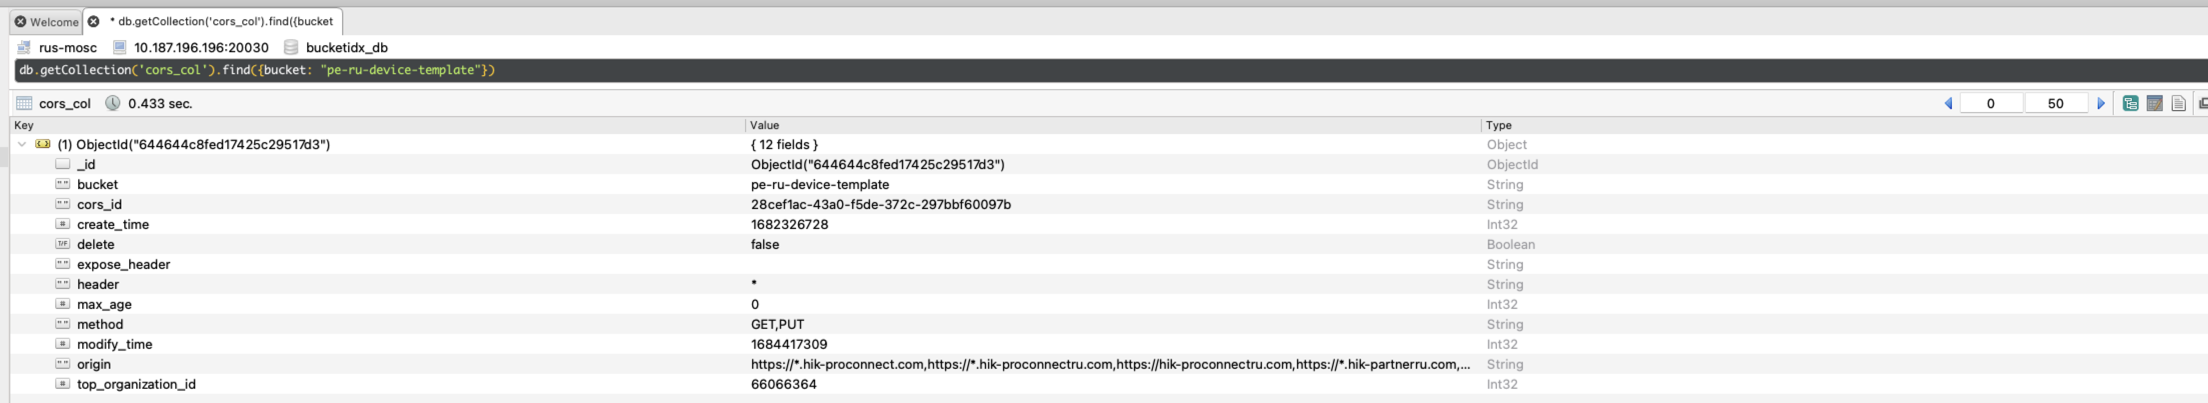 Welcome * db.getCollection('cors_col').find({bucket
rus-mosc 10.187.196.196:20030 bucketidx_db
db.getCollection('cors_col').find({bucket: "pe-ru-device-template"})
cors_col 0.433 sec. 0 50
Key Value Type
(1) ObjectId("644644c8fed17425c29517d3") { 12 fields } Object
_id ObjectId("644644c8fed17425c29517d3") ObjectId
bucket pe-ru-device-template String
cors_id 28cef1ac-43a0-f5de-372c-297bbf60097b String
create_time 1682326728 Int32
delete false Boolean
expose_header String
header * String
max_age 0 Int32
method GET,PUT String
modify_time 1684417309 Int32
origin https://*.hik-proconnect.com,https://*.hik-proconnectru.com,https://hik-proconnectru.com,https://*.hik-partnerru.com,... String
top_organization_id 66066364 Int32